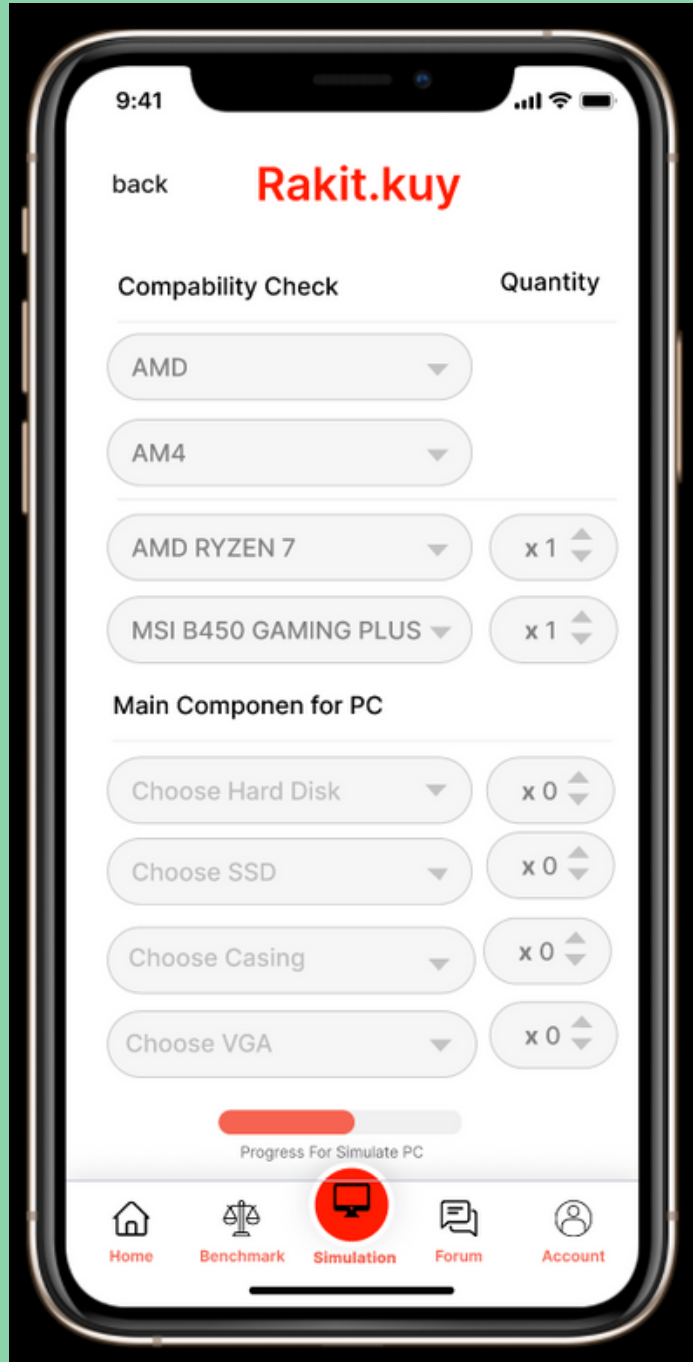 9:41
back Rakit.kuy
Compability Check Quantity
AMD
AM4
AMD RYZEN 7 x 1
MSI B450 GAMING PLUS x 1
Main Componen for PC
Choose Hard Disk x 0
Choose SSD x 0
Choose Casing x 0
Choose VGA x 0
Progress For Simulate PC
Home Benchmark Simulation Forum Account